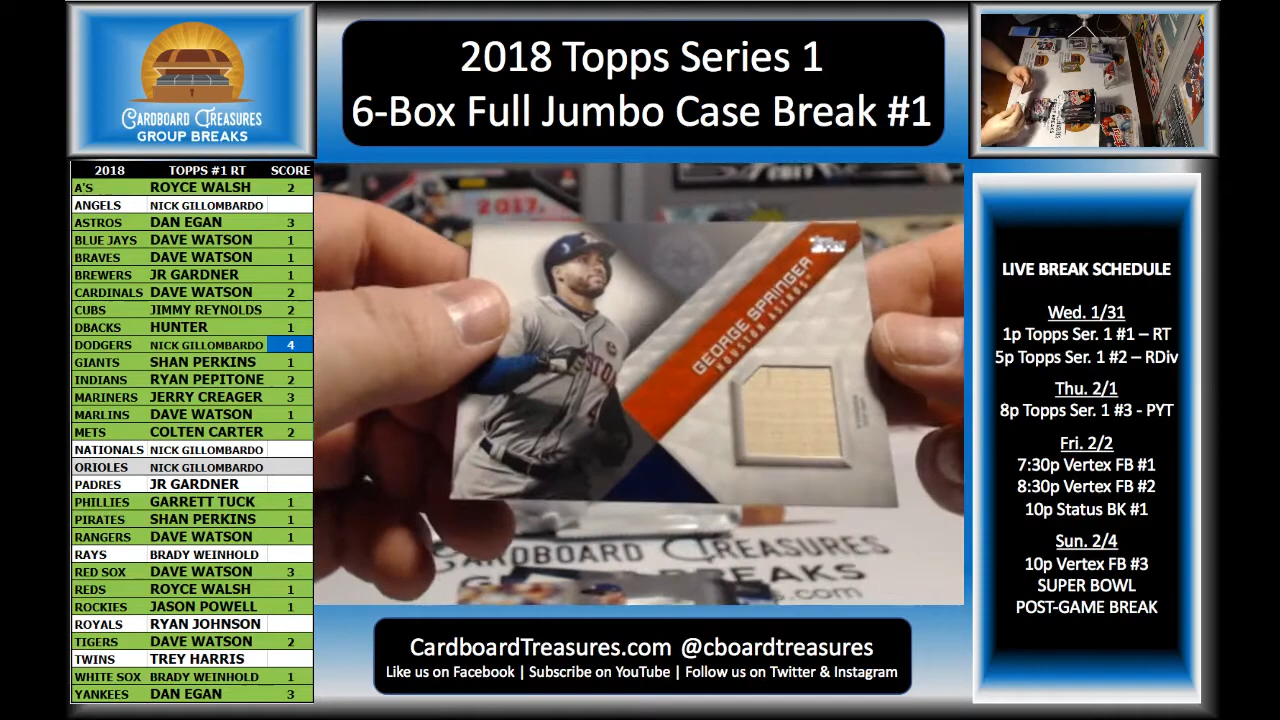 CARDBOARD TREASURES
GROUP BREAKS
2018 Topps Series 1
6-Box Full Jumbo Case Break #1
2018 TOPPS #1 RT SCORE
A'S ROYCE WALSH 2
ANGELS NICK GILLOMBARDO
ASTROS DAN EGAN 3
BLUE JAYS DAVE WATSON 1
BRAVES DAVE WATSON 1
BREWERS JR GARDNER 1
CARDINALS DAVE WATSON 2
CUBS JIMMY REYNOLDS 2
DBACKS HUNTER 1
DODGERS NICK GILLOMBARDO 4
GIANTS SHAN PERKINS 1
INDIANS RYAN PEPITONE 2
MARINERS JERRY CREAGER 3
MARLINS DAVE WATSON 1
METS COLTEN CARTER 2
NATIONALS NICK GILLOMBARDO
ORIOLES NICK GILLOMBARDO
PADRES JR GARDNER
PHILLIES GARRETT TUCK 1
PIRATES SHAN PERKINS 1
RANGERS DAVE WATSON 1
RAYS BRADY WEINHOLD
RED SOX DAVE WATSON 3
REDS ROYCE WALSH 1
ROCKIES JASON POWELL 1
ROYALS RYAN JOHNSON
TIGERS DAVE WATSON 2
TWINS TREY HARRIS
WHITE SOX BRADY WEINHOLD 1
YANKEES DAN EGAN 3
2017
2017
topps
GEORGE SPRINGER
HOUSTON ASTROS
4
CARDBOARD TREASURES
BREAKS
LIVE BREAK SCHEDULE
Wed. 1/31
1p Topps Ser. 1 #1 – RT
5p Topps Ser. 1 #2 – RDiv
Thu. 2/1
8p Topps Ser. 1 #3 - PYT
Fri. 2/2
7:30p Vertex FB #1
8:30p Vertex FB #2
10p Status BK #1
Sun. 2/4
10p Vertex FB #3
SUPER BOWL
POST-GAME BREAK
CardboardTreasures.com @cboardtreasures
Like us on Facebook | Subscribe on YouTube | Follow us on Twitter & Instagram